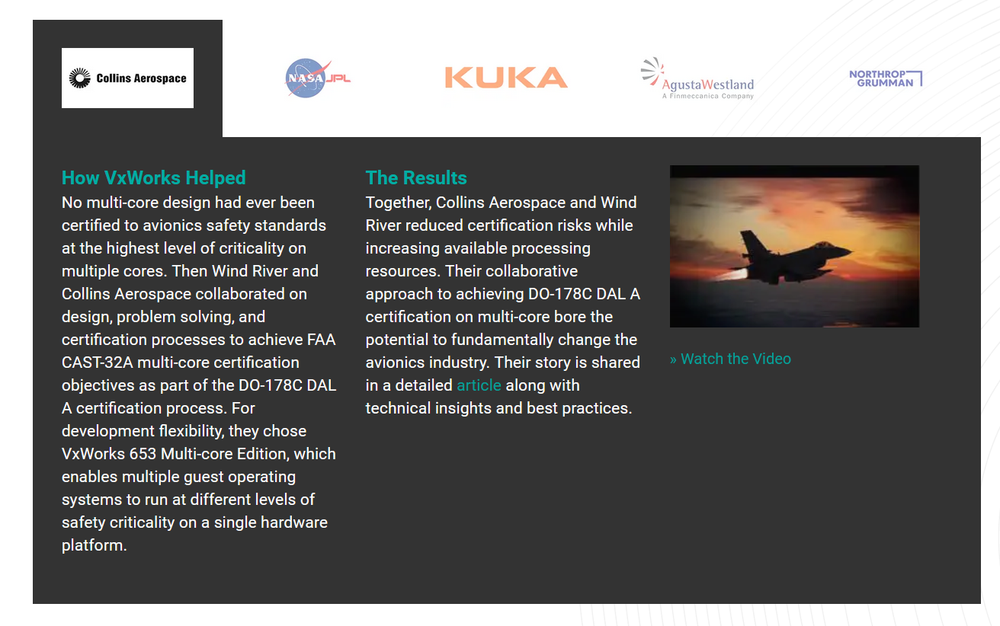 Collins Aerospace
NASA JPL
KUKA
AgustaWestland
A Finmeccanica Company
NORTHROP
GRUMMAN
How VxWorks Helped
No multi-core design had ever been
certified to avionics safety standards
at the highest level of criticality on
multiple cores. Then Wind River and
Collins Aerospace collaborated on
design, problem solving, and
certification processes to achieve FAA
CAST-32A multi-core certification
objectives as part of the DO-178C DAL
A certification process. For
development flexibility, they chose
VxWorks 653 Multi-core Edition, which
enables multiple guest operating
systems to run at different levels of
safety criticality on a single hardware
platform.
The Results
Together, Collins Aerospace and Wind
River reduced certification risks while
increasing available processing
resources. Their collaborative
approach to achieving DO-178C DAL A
certification on multi-core bore the
potential to fundamentally change the
avionics industry. Their story is shared
in a detailed article along with
technical insights and best practices.
» Watch the Video